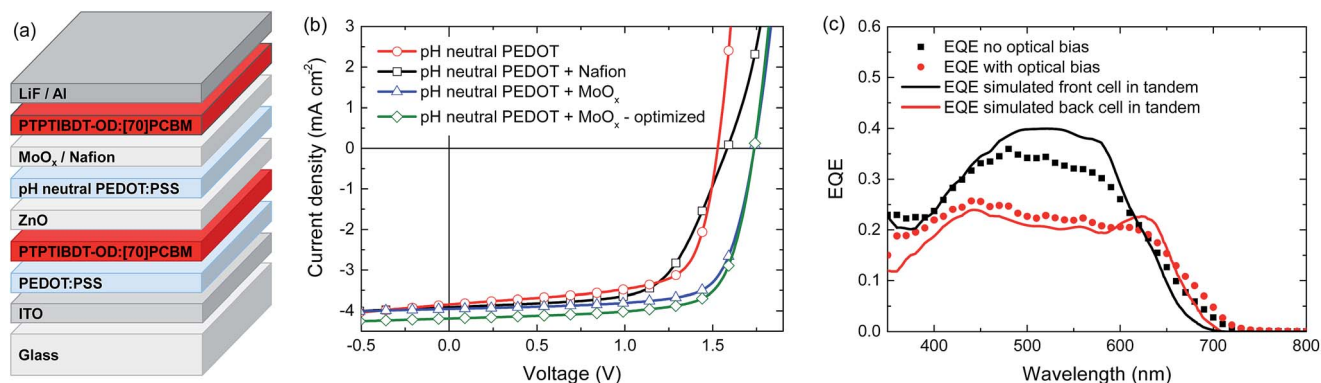 (a)
LiF / Al
PTPTIBDT-OD:[70]PCBM
MoOx / Nafion
pH neutral PEDOT:PSS
ZnO
PTPTIBDT-OD:[70]PCBM
PEDOT:PSS
ITO
Glass
(b)
Current density (mA cm-2)
3
2
1
0
-1
-2
-3
-4
pH neutral PEDOT
pH neutral PEDOT + Nafion
pH neutral PEDOT + MoOx
pH neutral PEDOT + MoOx - optimized
-0.5
0.0
0.5
1.0
1.5
Voltage (V)
(c)
EQE
0.6
0.5
0.4
0.3
0.2
0.1
0.0
EQE no optical bias
EQE with optical bias
EQE simulated front cell in tandem
EQE simulated back cell in tandem
400
500
600
700
800
Wavelength (nm)